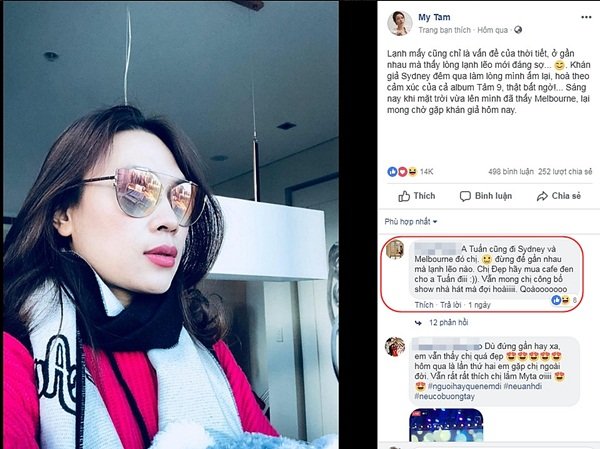 My Tam
Trang bạn thích · Hôm qua ·
Lạnh mấy cũng chỉ là vấn đề của thời tiết, ở gần
nhau mà thấy lòng lạnh lẽo mới đáng sợ... 😅. Khán
giả Sydney đêm qua làm lòng mình ấm lại, hoà theo
cảm xúc của cả album Tâm 9, thật bất ngờ!... Sáng
nay khi mặt trời vừa lên mình đã thấy Melbourne, lại
mong chờ gặp khán giả hôm nay.
14K 498 bình luận 252 lượt chia sẻ
Thích Bình luận Chia sẻ
Phù hợp nhất
A Tuấn cũng đi Sydney và
Melbourne đó chị. 😀 đừng để gần nhau
mà lạnh lẽo nào. Chị Đẹp hãy mua cafe đen
cho a Tuấn điii :)). Vẫn mong chị công bố
show nhà hát mà đợi hoàiiiii. Quàooooooo
8
Thích · Trả lời · 1 ngày
12 phản hồi
o Dù đứng gần hay xa,
em vẫn thấy chị quá đẹp 😍😍😍😍😍
hôm qua là lần thứ hai em gặp chị ngoài
đời. Vẫn rất rất thích chị lắm Myta ơiiii 😍
😍 #nguoihayquenemdi #neuanhdi
#neucobuongtay